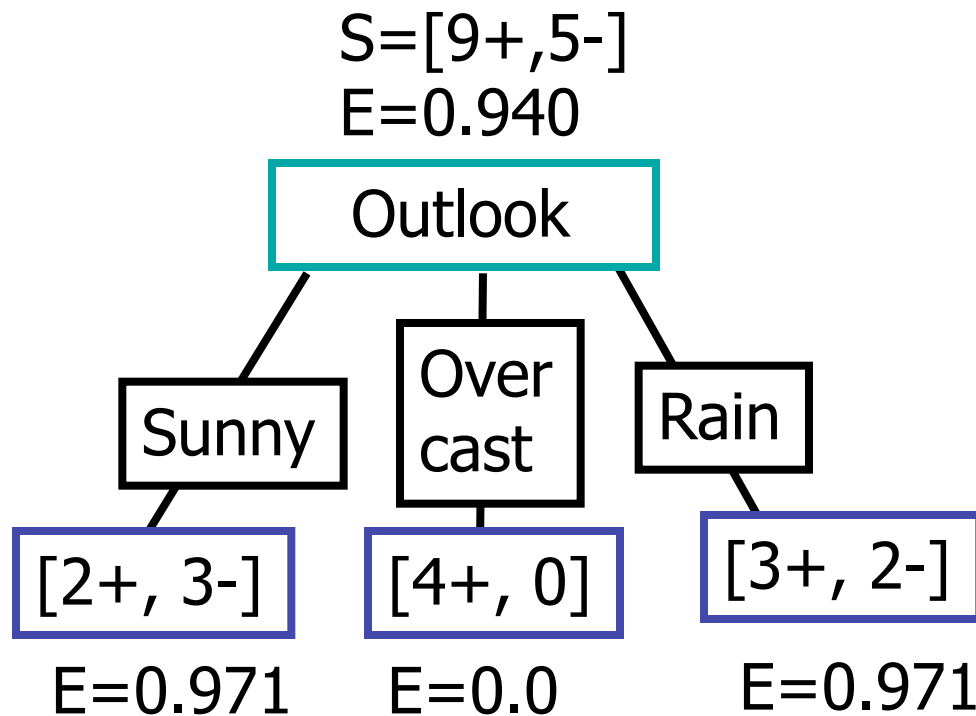 S=[9+,5-]
E=0.940
Outlook
Sunny
Over
cast
Rain
[2+, 3-]
[4+, 0]
[3+, 2-]
E=0.971
E=0.0
E=0.971